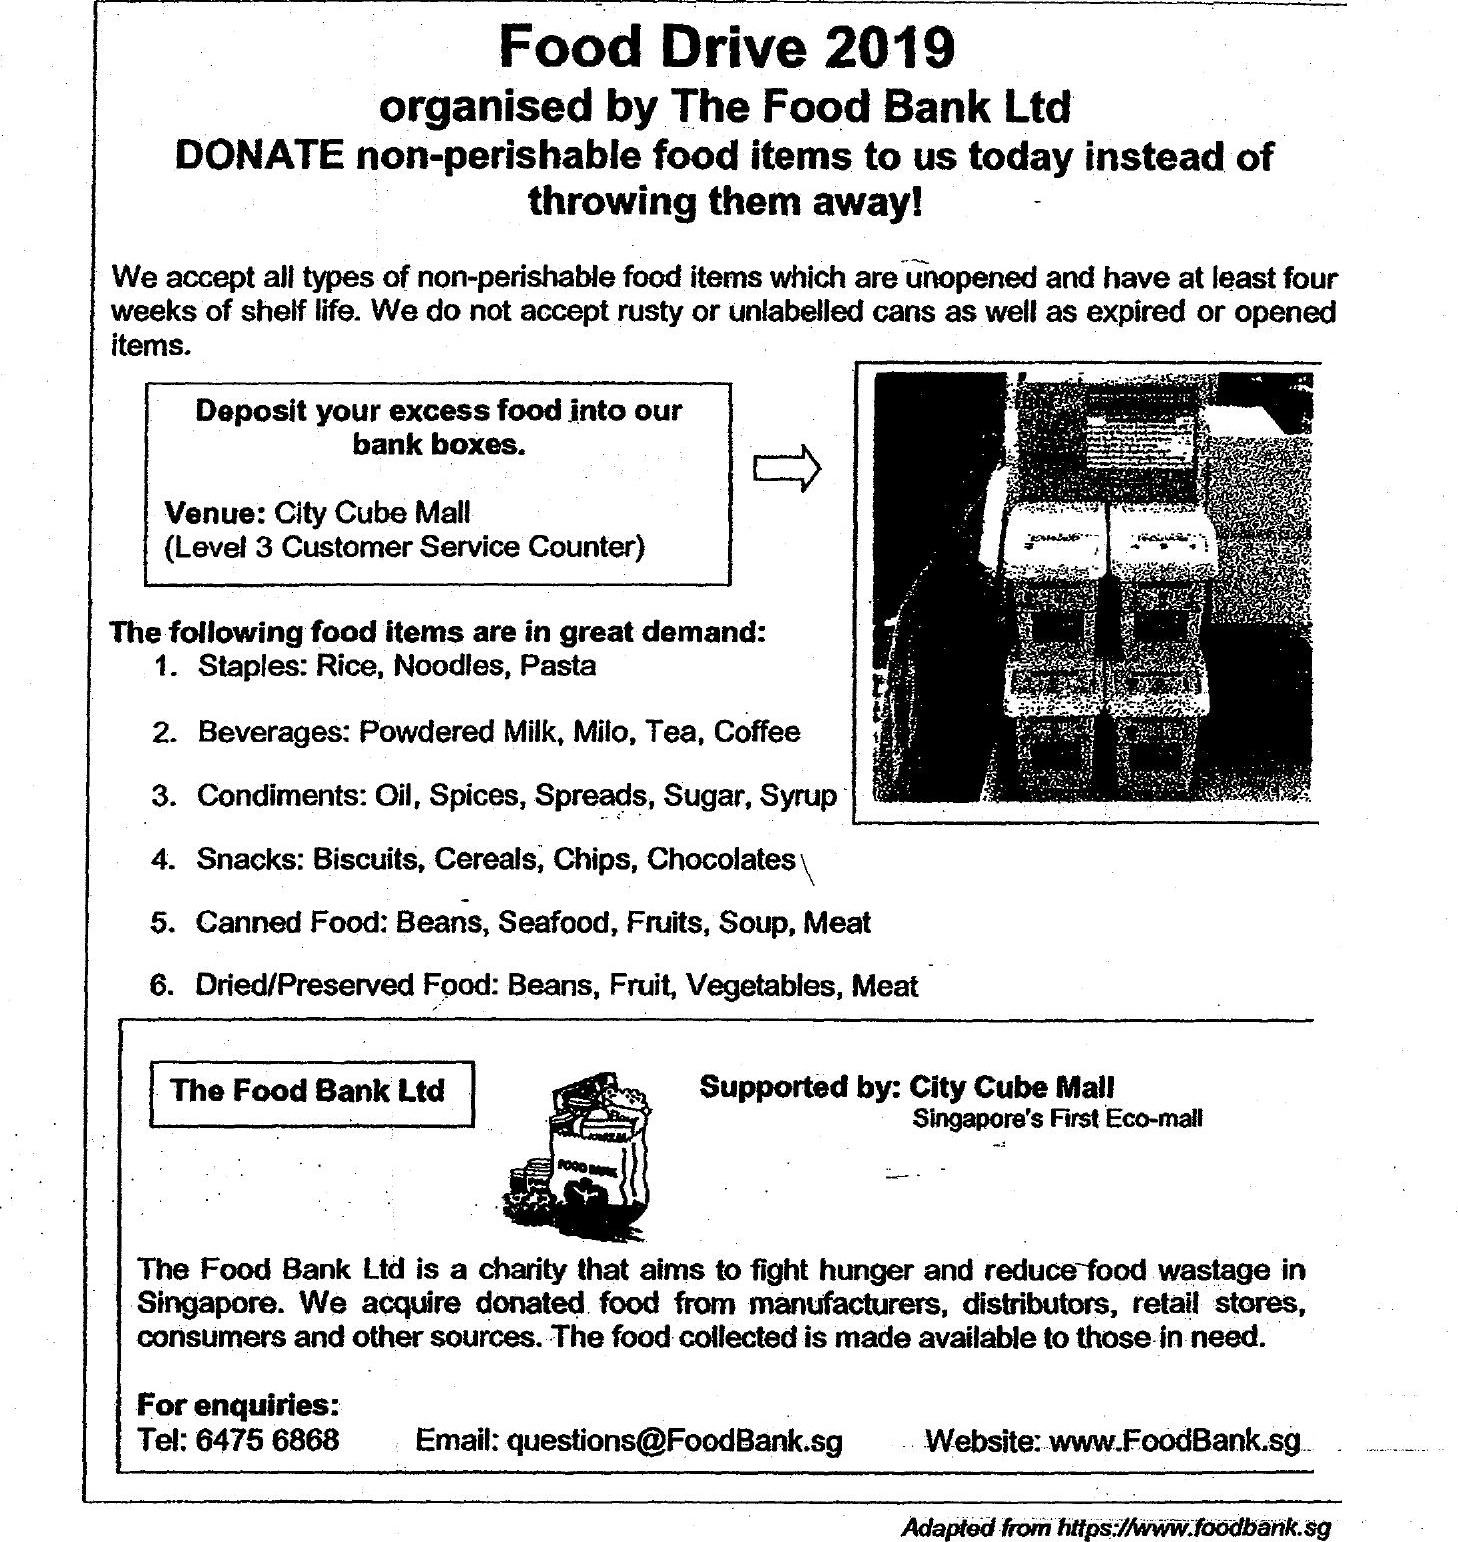 Food Drive 2019
organised by The Food Bank Ltd
DONATE non-perishable food items to us today instead of
throwing them away!
We accept all types of non-perishable food items which are unopened and have at least four
weeks of shelf life. We do not accept rusty or unlabelled cans as well as expired or opened
items.
Deposit your excess food into our
bank boxes.
Venue: City Cube Mall
(Level 3 Customer Service Counter)
The following food items are in great demand:
1. Staples: Rice, Noodles, Pasta
2. Beverages: Powdered Milk, Milo, Tea, Coffee
3. Condiments: Oil, Spices, Spreads, Sugar, Syrup
4. Snacks: Biscuits, Cereals, Chips, Chocolates
5. Canned Food: Beans, Seafood, Fruits, Soup, Meat
6. Dried/Preserved Food: Beans, Fruit, Vegetables, Meat
The Food Bank Ltd
FOOD BANK
Supported by: City Cube Mall
Singapore's First Eco-mall
The Food Bank Ltd is a charity that aims to fight hunger and reduce food wastage in
Singapore. We acquire donated food from manufacturers, distributors, retail stores,
consumers and other sources. The food collected is made available to those in need.
For enquiries:
Tel: 6475 6868 Email: questions@FoodBank.sg Website: www.FoodBank.sg
Adapted from https://www.foodbank.sg